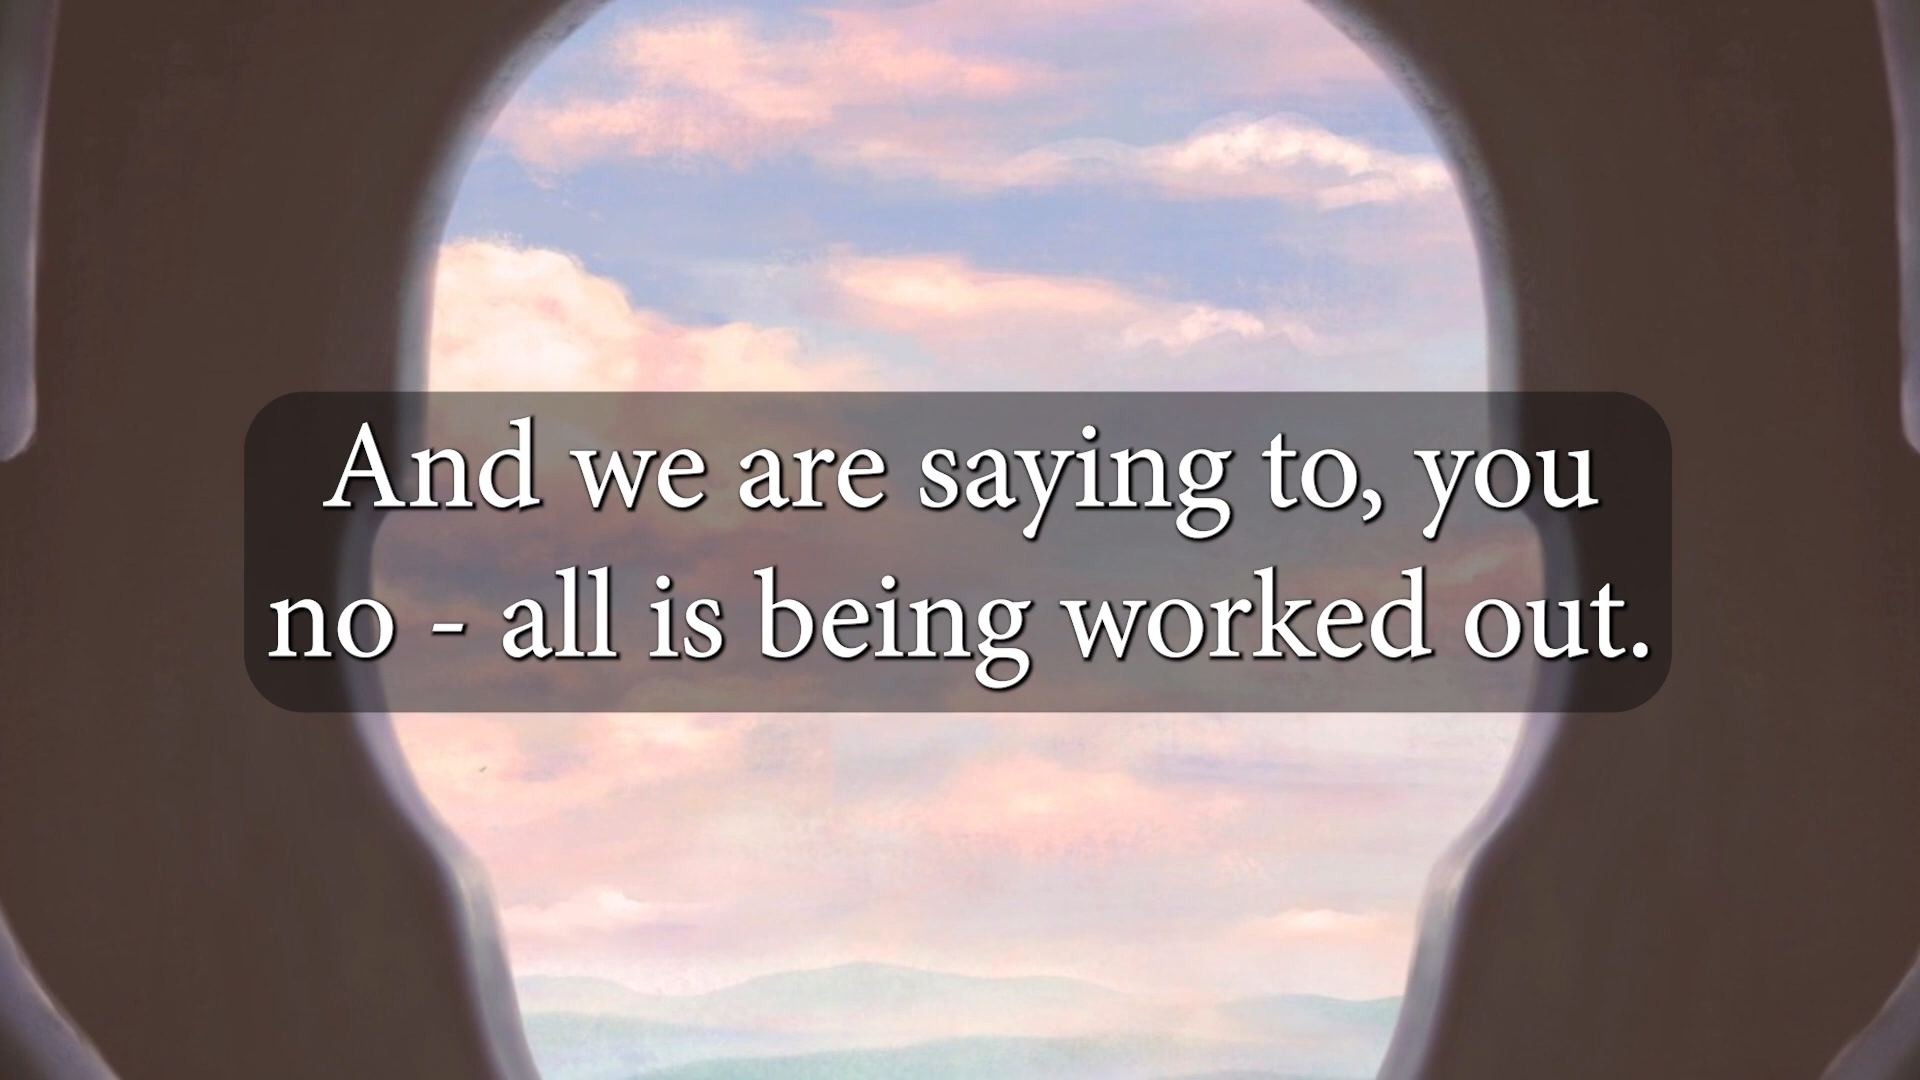 And we are saying to, you
no - all is being worked out.